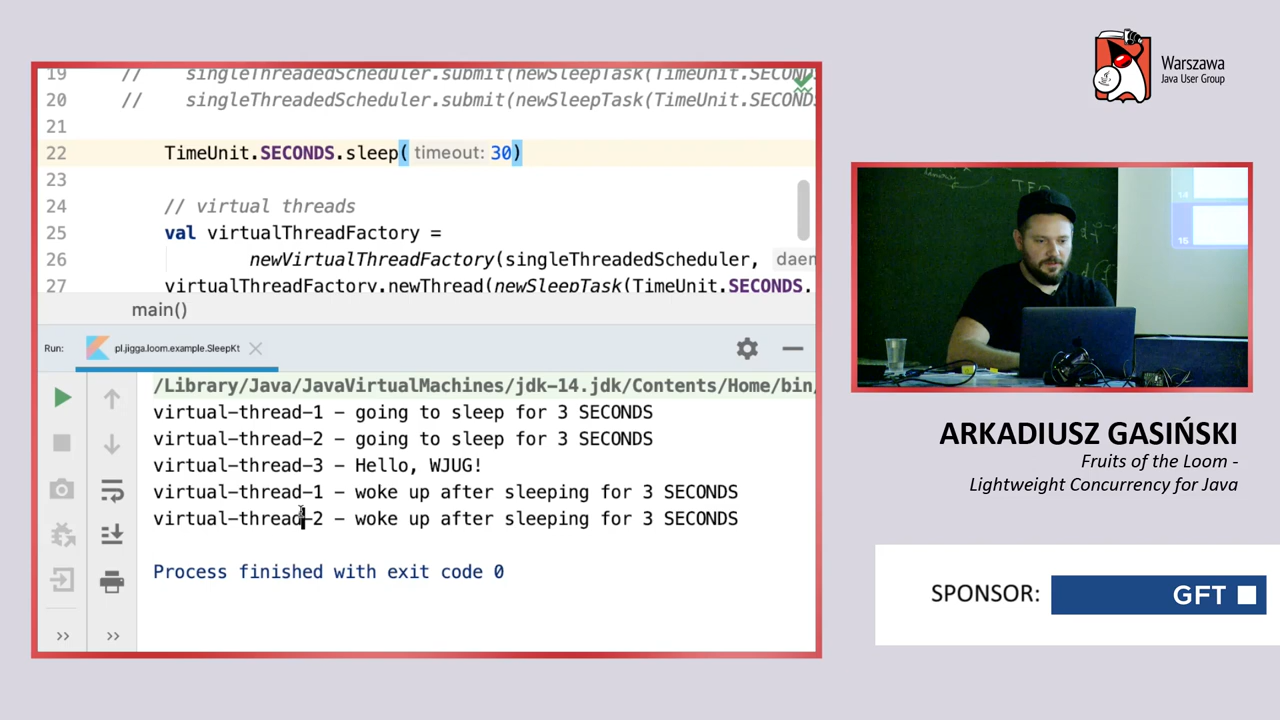 19 // singleThreadedScheduler.submit(newSleepTask(TimeUnit.SECOND
20 // singleThreadedScheduler.submit(newSleepTask(TimeUnit.SECOND
21
22 TimeUnit.SECONDS.sleep( timeout: 30)
23
24 // virtual threads
25 val virtualThreadFactory =
26 newVirtualThreadFactory(singleThreadedScheduler, daem
27 virtualThreadFactory.newThread(newSleepTask(TimeUnit.SECONDS.
main()
Run: pl.jigga.loom.example.SleepKt
/Library/Java/JavaVirtualMachines/jdk-14.jdk/Contents/Home/bin/
virtual-thread-1 - going to sleep for 3 SECONDS
virtual-thread-2 - going to sleep for 3 SECONDS
virtual-thread-3 - Hello, WJUG!
virtual-thread-1 - woke up after sleeping for 3 SECONDS
virtual-thread-2 - woke up after sleeping for 3 SECONDS
Process finished with exit code 0
Warszawa
Java User Group
14
15
ARKADIUSZ GASIŃSKI
Fruits of the Loom -
Lightweight Concurrency for Java
SPONSOR: GFT